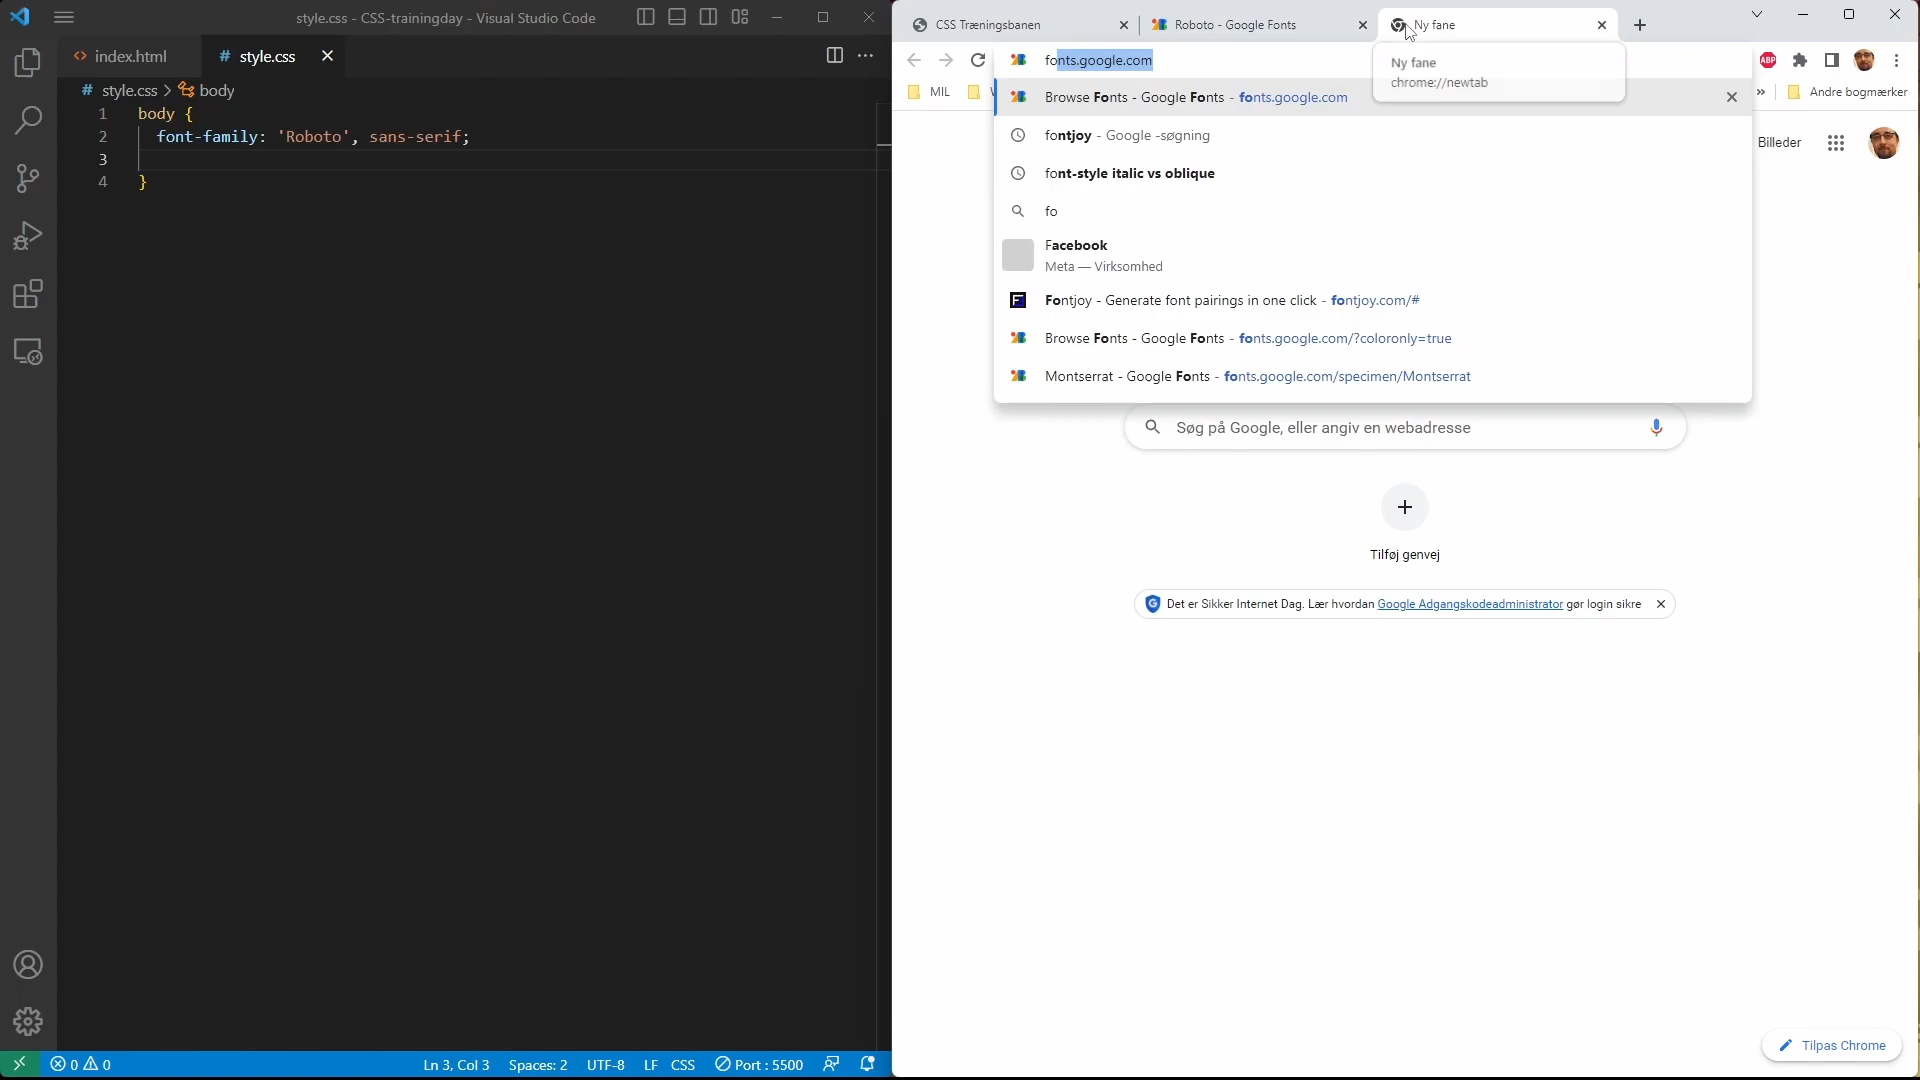 style.css - CSS-trainingday - Visual Studio Code
index.html
style.css
style.css > body
1 body {
2 font-family: 'Roboto', sans-serif;
3
4 }
0 0
Ln 3, Col 3
Spaces: 2
UTF-8
LF
CSS
Port : 5500
CSS Træningsbanen
Roboto - Google Fonts
Ny fane
fonts.google.com
Ny fane
chrome://newtab
ABP
MIL
»
Andre bogmærker
Browse Fonts - Google Fonts - fonts.google.com
fontjoy - Google -søgning
font-style italic vs oblique
fo
Facebook
Meta — Virksomhed
Fontjoy - Generate font pairings in one click - fontjoy.com/#
Browse Fonts - Google Fonts - fonts.google.com/?coloronly=true
Montserrat - Google Fonts - fonts.google.com/specimen/Montserrat
Billeder
Søg på Google, eller angiv en webadresse
Tilføj genvej
Det er Sikker Internet Dag. Lær hvordan Google Adgangskodeadministrator gør login sikre
Tilpas Chrome